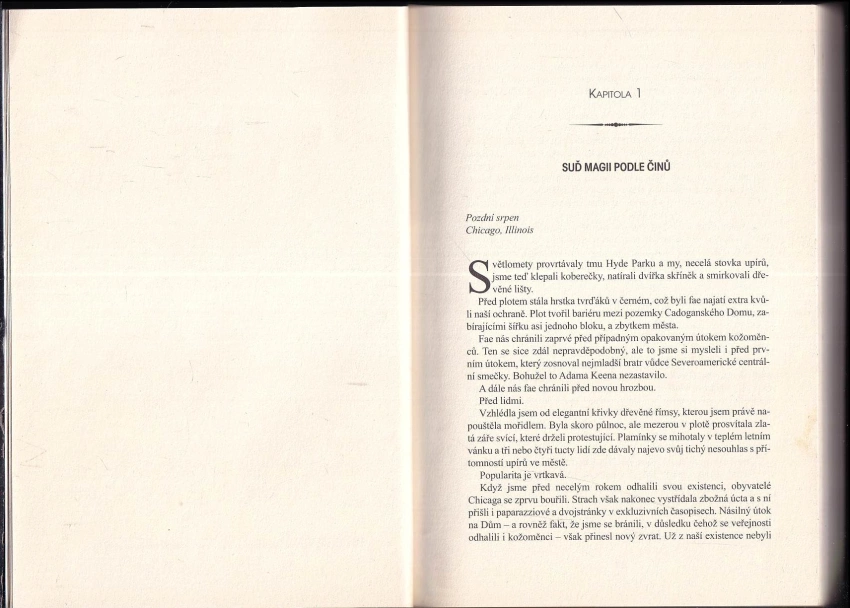 KAPITOLA 1
SUĎ MAGII PODLE ČINŮ
Pozdní srpen
Chicago, Illinois
Světlomety provrtávaly tmu Hyde Parku a my, necelá stovka upírů,
jsme teď klepali koberečky, natírali dvířka skříněk a smirkovali dře-
věné lišty.
Před plotem stála hrstka tvrďáků v černém, což byli fae najatí extra kvů-
li naší ochraně. Plot tvořil bariéru mezi pozemky Cadoganského Domu, za-
bírajícími šířku asi jednoho bloku, a zbytkem města.
Fae nás chránili zaprvé před případným opakovaným útokem kožoměn-
ců. Ten se sice zdál nepravděpodobný, ale to jsme si mysleli i před prv-
ním útokem, který zosnoval nejmladší bratr vůdce Severoamerické centrál-
ní smečky. Bohužel to Adama Keena nezastavilo.
A dále nás fae chránili před novou hrozbou.
Před lidmi.
Vzhlédla jsem od elegantní křivky dřevěné římsy, kterou jsem právě na-
pouštěla mořidlem. Byla skoro půlnoc, ale mezerou v plotě prosvítala zla-
tá záře svící, které drželi protestující. Plamínky se mihotaly v teplém letním
vánku a tři nebo čtyři tucty lidí zde dávaly najevo svůj tichý nesouhlas s pří-
tomností upírů ve městě.
Popularita je vrtkavá.
Když jsme před necelým rokem odhalili svou existenci, obyvatelé
Chicaga se zprvu bouřili. Strach však nakonec vystřídala zbožná úcta a s ní
přišli i paparazziové a dvojstránky v exkluzivních časopisech. Násilný útok
na Dům – a rovněž fakt, že jsme se bránili, v důsledku čehož se veřejnosti
odhalili i kožoměnci – však přinesl nový zvrat. Už z naší existence nebyli